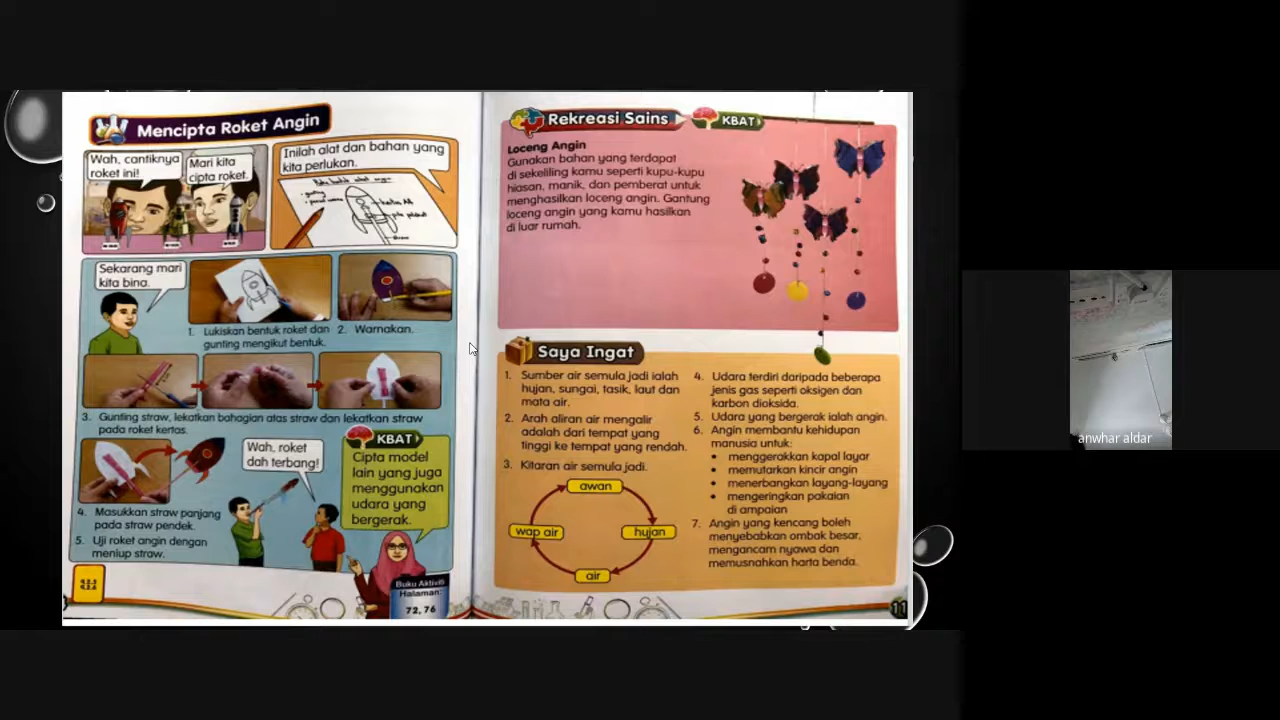 Mencipta Roket Angin
Wah, cantiknya
roket ini!
Mari kita
cipta roket.
Inilah alat dan bahan yang
kita perlukan.
Sekarang mari
kita bina.
1. Lukiskan bentuk roket dan
gunting mengikut bentuk.
2. Warnakan.
3. Gunting straw, lekatkan bahagian atas straw dan lekatkan straw
pada roket kertas.
Wah, roket
dah terbang!
4. Masukkan straw panjang
pada straw pendek.
5. Uji roket angin dengan
meniup straw.
KBAT
Cipta model
lain yang juga
menggunakan
udara yang
bergerak.
Buku Aktiviti
Halaman:
72, 76
Rekreasi Sains
KBAT
Loceng Angin
Gunakan bahan yang terdapat
di sekeliling kamu seperti kupu-kupu
hiasan, manik, dan pemberat untuk
menghasilkan loceng angin. Gantung
loceng angin yang kamu hasilkan
di luar rumah.
Saya Ingat
1. Sumber air semula jadi ialah
hujan, sungai, tasik, laut dan
mata air.
2. Arah aliran air mengalir
adalah dari tempat yang
tinggi ke tempat yang rendah.
3. Kitaran air semula jadi.
awan
wap air
hujan
air
4. Udara terdiri daripada beberapa
jenis gas seperti oksigen dan
karbon dioksida.
5. Udara yang bergerak ialah angin.
6. Angin membantu kehidupan
manusia untuk:
• menggerakkan kapal layar
• memutarkan kincir angin
• menerbangkan layang-layang
• mengeringkan pakaian
di ampaian
7. Angin yang kencang boleh
menyebabkan ombak besar,
mengancam nyawa dan
memusnahkan harta benda.
anwhar aldar